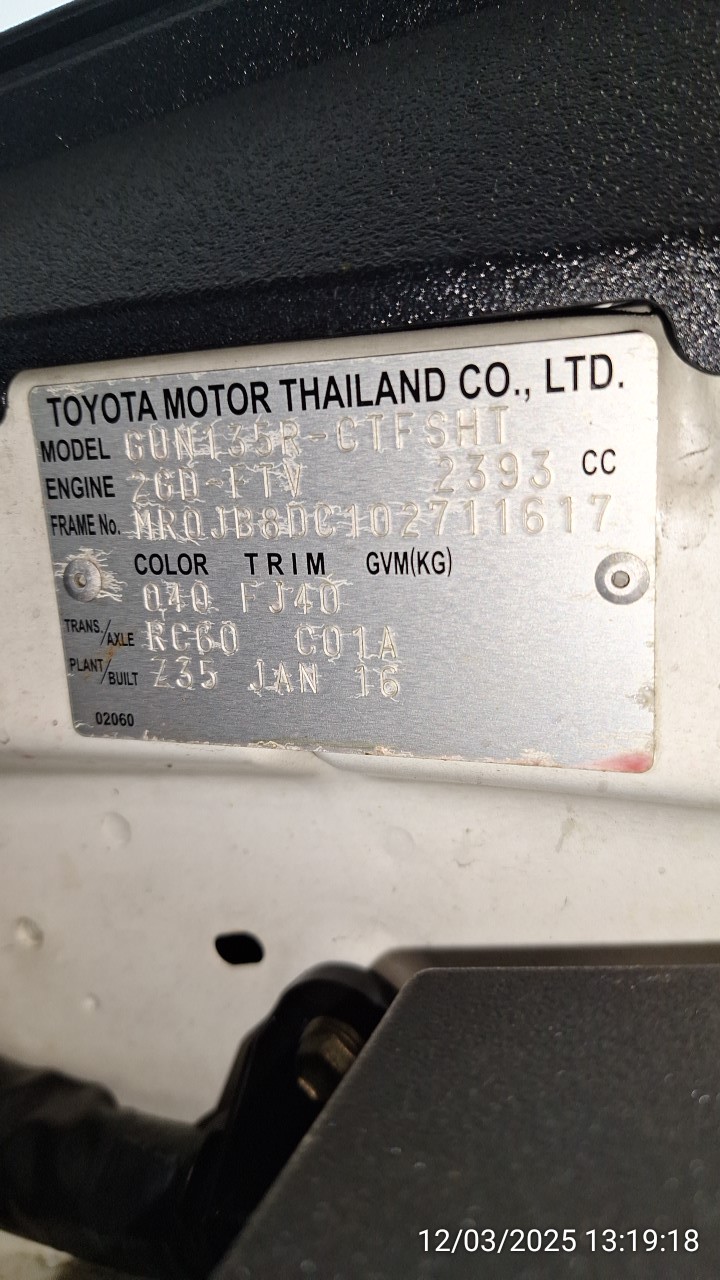 TOYOTA MOTOR THAILAND CO., LTD.
MODEL GUN135R-CTFSHT
ENGINE 2GD-FTV 2393 CC
FRAME No. MR0JB8DC102711617
COLOR TRIM GVM(KG)
040 FJ40
TRANS./AXLE RC60 C01A
PLANT/BUILT Z35 JAN 16
02060
12/03/2025 13:19:18